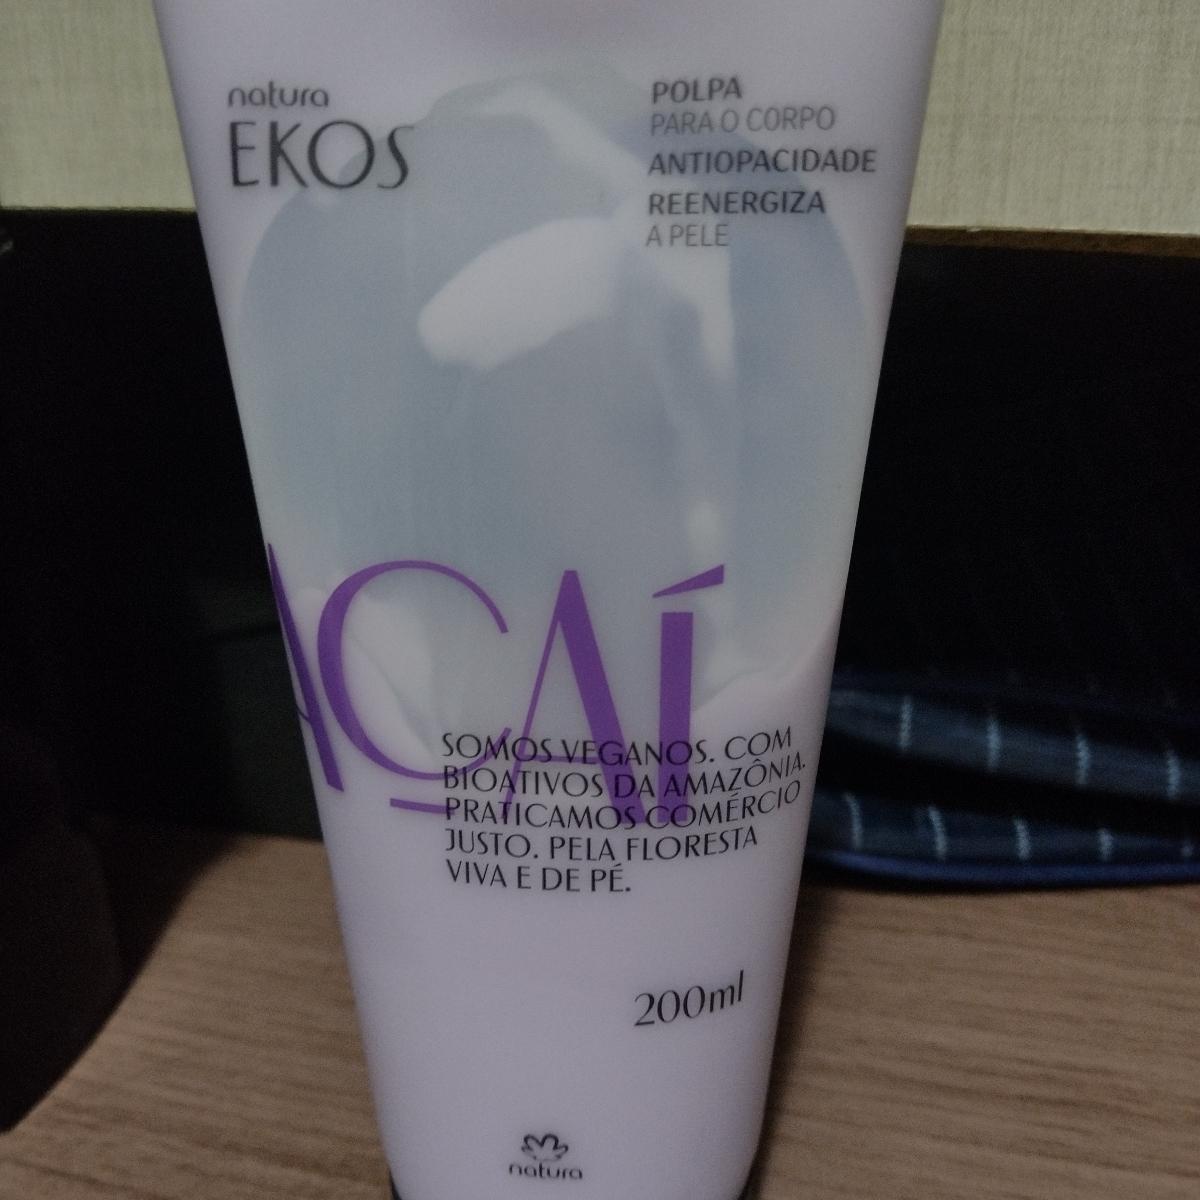 natura
EKOS
POLPA
PARA O CORPO
ANTIOPACIDADE
REENERGIZA
A PELE
AÇAÍ
SOMOS VEGANOS. COM
BIOATIVOS DA AMAZÔNIA.
PRATICAMOS COMÉRCIO
JUSTO. PELA FLORESTA
VIVA E DE PÉ.
200ml
natura